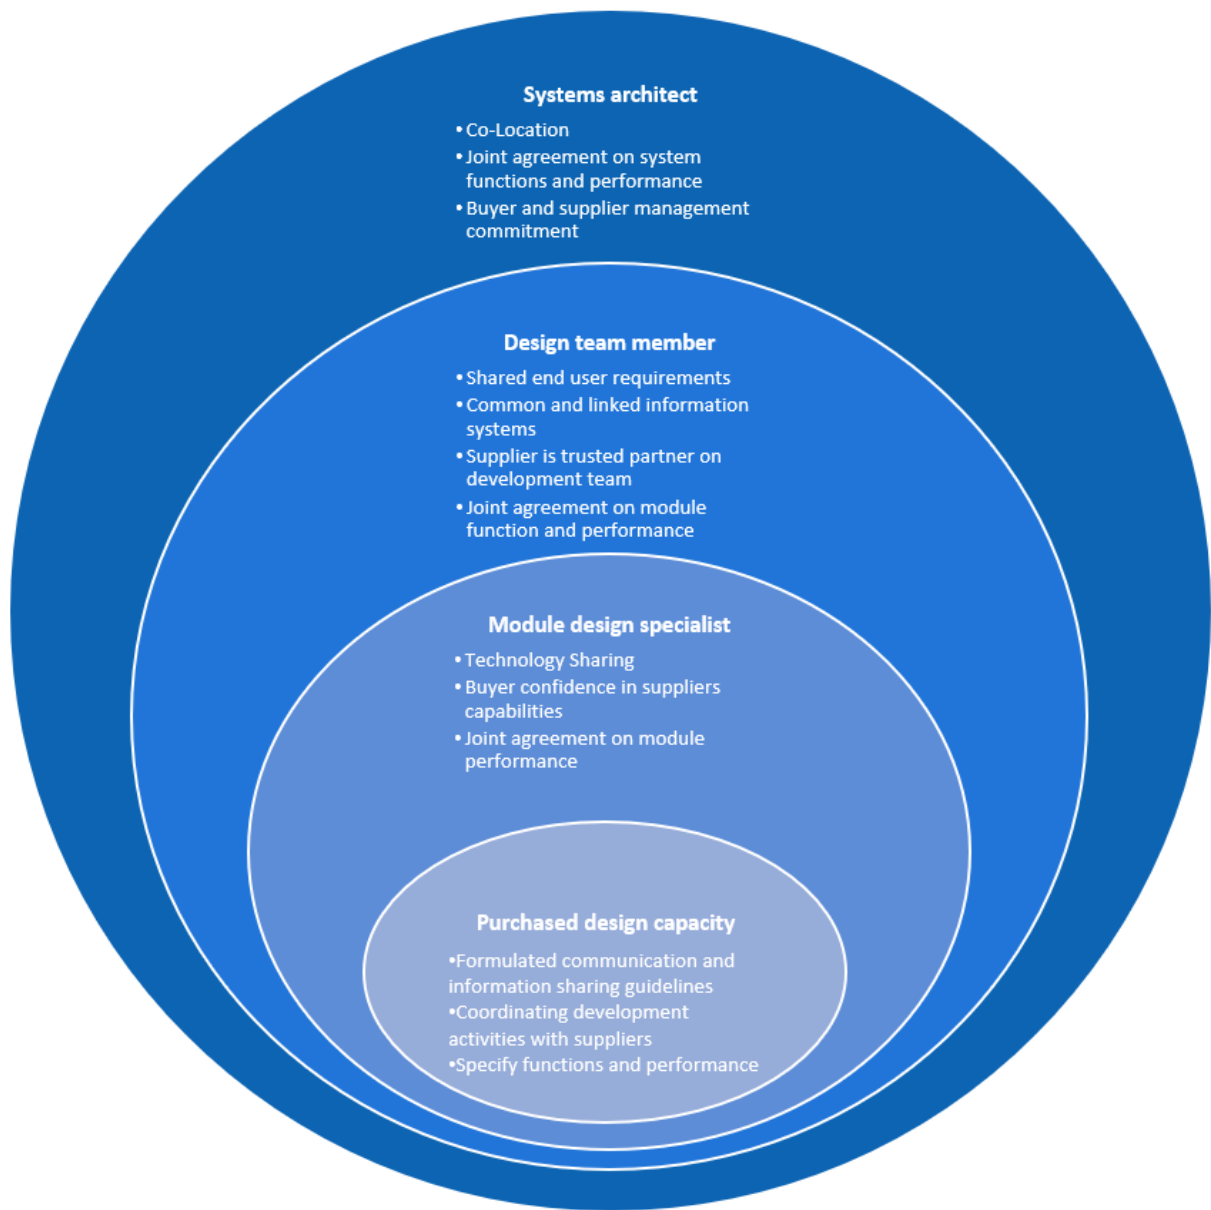 Systems architect
• Co-Location
• Joint agreement on system
functions and performance
• Buyer and supplier management
commitment
Design team member
• Shared end user requirements
• Common and linked information
systems
• Supplier is trusted partner on
development team
• Joint agreement on module
function and performance
Module design specialist
• Technology Sharing
• Buyer confidence in suppliers
capabilities
• Joint agreement on module
performance
Purchased design capacity
•Formulated communication and
information sharing guidelines
•Coordinating development
activities with suppliers
•Specify functions and performance